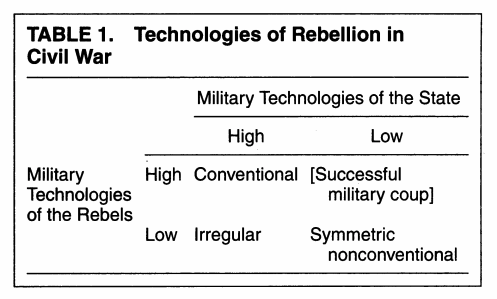 TABLE 1. Technologies of Rebellion in
Civil War
Military Technologies of the State
High Low
Military High Conventional [Successful
Technologies military coup]
of the Rebels
Low Irregular Symmetric
nonconventional